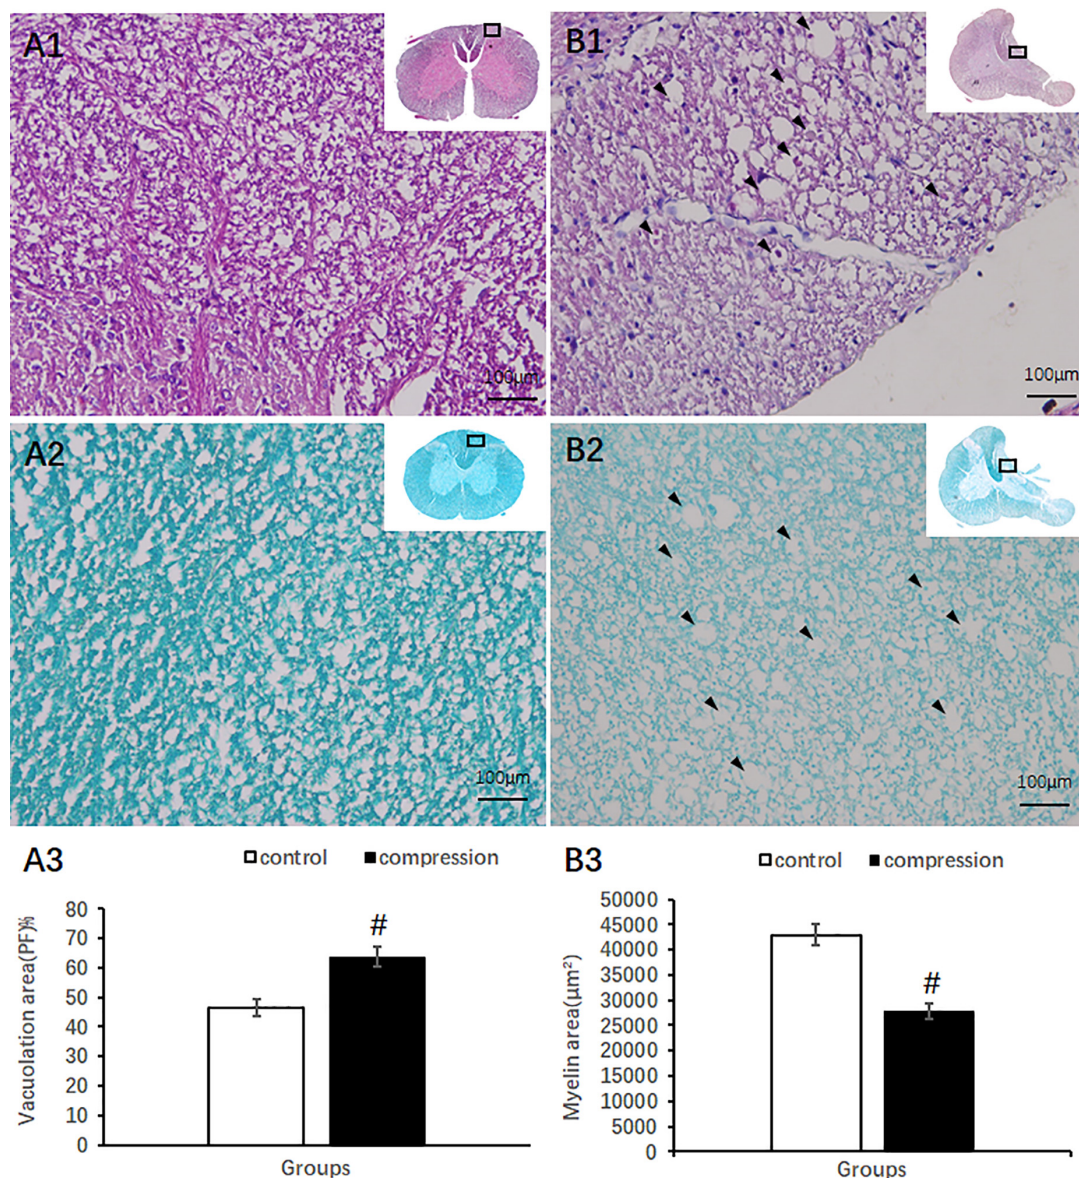 A1
100μm
B1
100μm
A2
100μm
B2
100μm
A3
control compression
Vacuolation area(PF)%
80
70
60
50
40
30
20
10
0
#
Groups
B3
control compression
Myelin area(μm²)
50000
45000
40000
35000
30000
25000
20000
15000
10000
5000
0
#
Groups